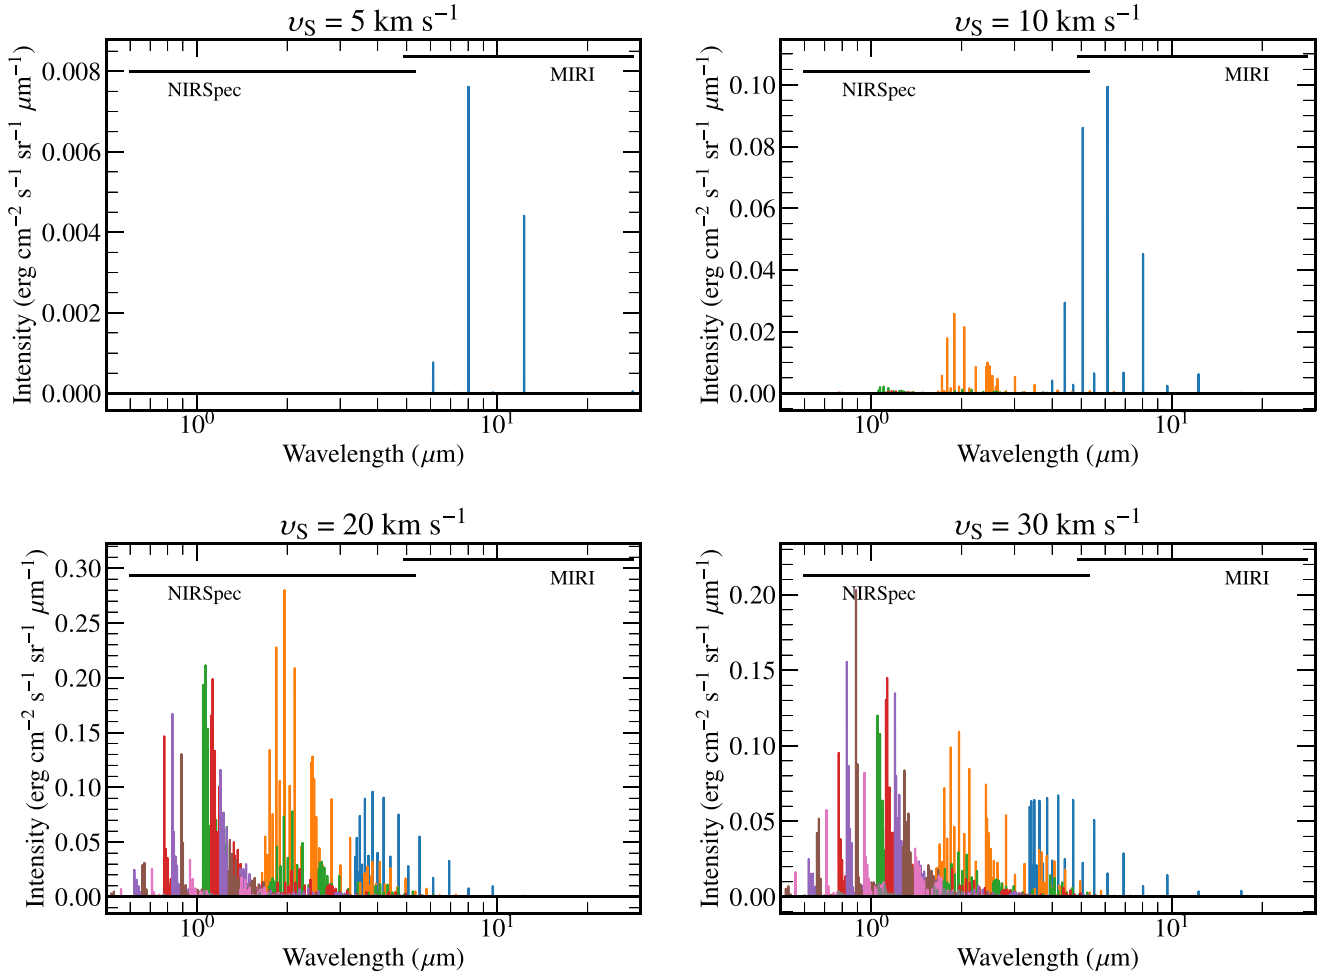 υS = 5 km s−1
υS = 10 km s−1
Intensity (erg cm−2 s−1 sr−1 μm−1)
0.008
0.006
0.004
0.002
0.000
NIRSpec
MIRI
10^0
10^1
Wavelength (μm)
Intensity (erg cm−2 s−1 sr−1 μm−1)
0.10
0.08
0.06
0.04
0.02
0.00
NIRSpec
MIRI
10^0
10^1
Wavelength (μm)
υS = 20 km s−1
υS = 30 km s−1
Intensity (erg cm−2 s−1 sr−1 μm−1)
0.30
0.25
0.20
0.15
0.10
0.05
0.00
NIRSpec
MIRI
10^0
10^1
Wavelength (μm)
Intensity (erg cm−2 s−1 sr−1 μm−1)
0.20
0.15
0.10
0.05
0.00
NIRSpec
MIRI
10^0
10^1
Wavelength (μm)